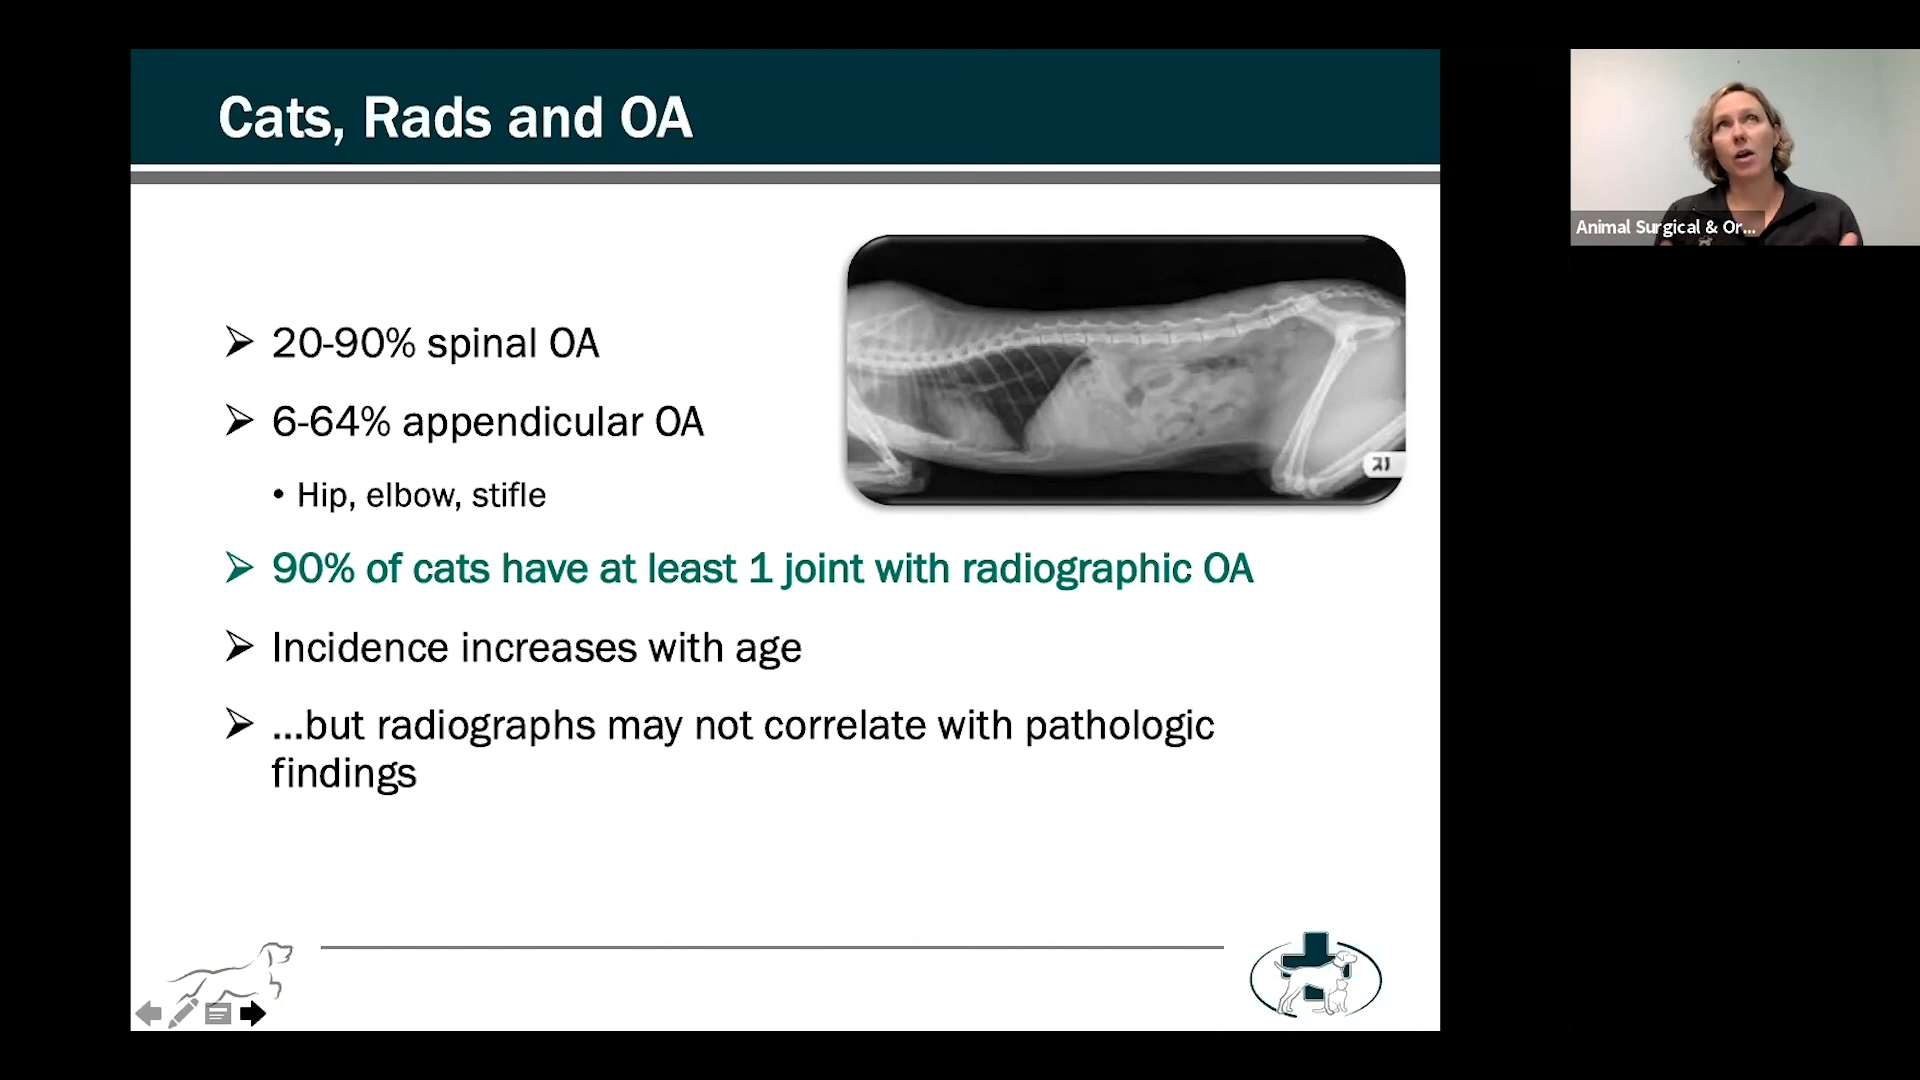 Cats, Rads and OA
Animal Surgical & Or...
20-90% spinal OA
6-64% appendicular OA
• Hip, elbow, stifle
90% of cats have at least 1 joint with radiographic OA
Incidence increases with age
...but radiographs may not correlate with pathologic
findings